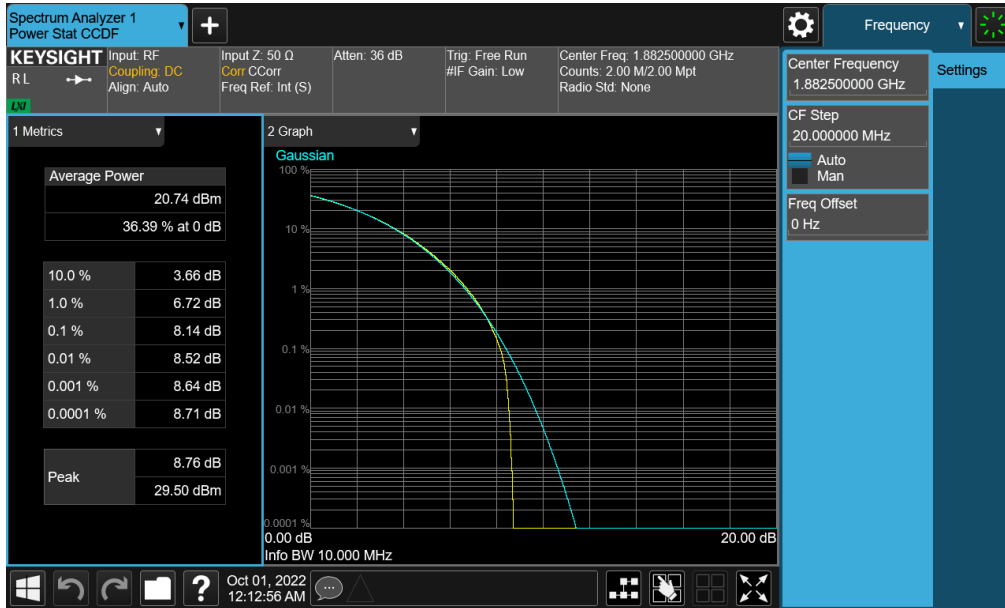 Spectrum Analyzer 1
Power Stat CCDF
Frequency
KEYSIGHT
R L
LXI
Input: RF
Coupling: DC
Align: Auto
Input Z: 50 Ω
Corr CCorr
Freq Ref: Int (S)
Atten: 36 dB
Trig: Free Run
#IF Gain: Low
Center Freq: 1.882500000 GHz
Counts: 2.00 M/2.00 Mpt
Radio Std: None
Center Frequency
1.882500000 GHz
Settings
CF Step
20.000000 MHz
Auto
Man
Freq Offset
0 Hz
1 Metrics
Average Power
20.74 dBm
36.39 % at 0 dB
10.0 % 3.66 dB
1.0 % 6.72 dB
0.1 % 8.14 dB
0.01 % 8.52 dB
0.001 % 8.64 dB
0.0001 % 8.71 dB
Peak
8.76 dB
29.50 dBm
2 Graph
Gaussian
100 %
10 %
1 %
0.1 %
0.01 %
0.001 %
0.0001 %
0.00 dB 20.00 dB
Info BW 10.000 MHz
?
Oct 01, 2022
12:12:56 AM